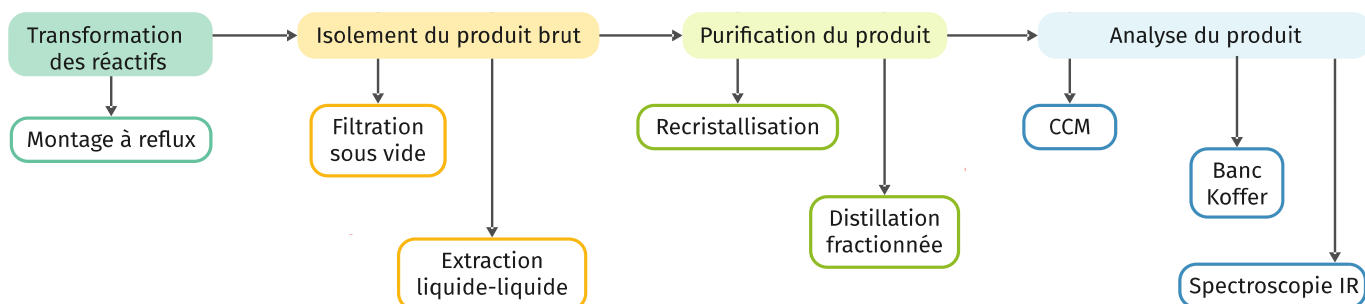 Transformation
des réactifs
Isolement du produit brut
Purification du produit
Analyse du produit
Montage à reflux
Filtration
sous vide
Extraction
liquide-liquide
Recristallisation
Distillation
fractionnée
CCM
Banc
Koffer
Spectroscopie IR